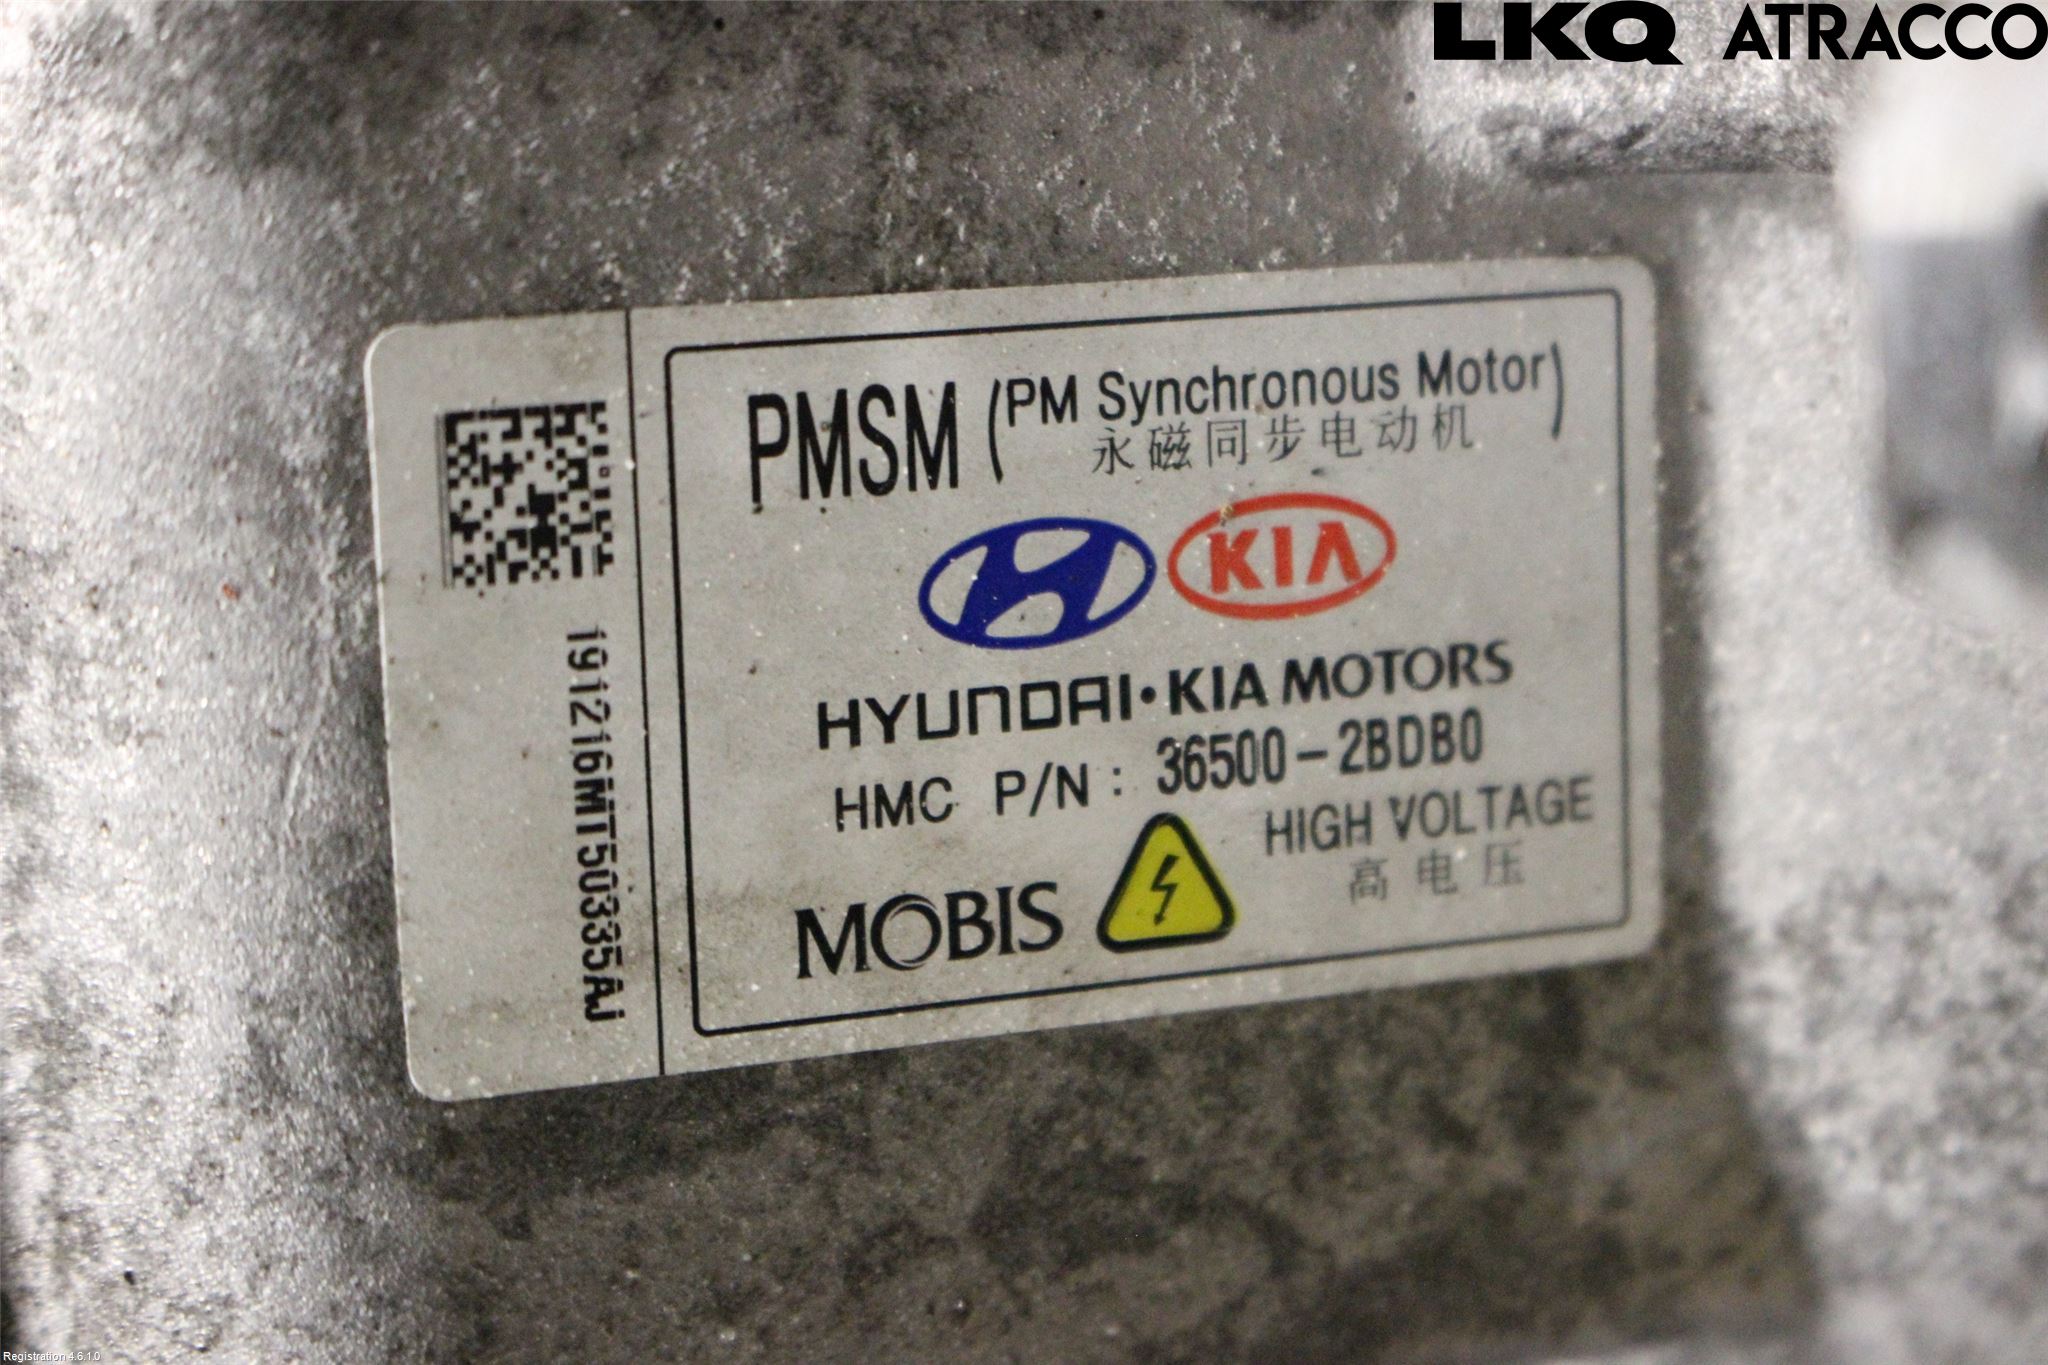 LKQ ATRACCO
PMSM (PM Synchronous Motor)
永磁同步电动机
KIA
HYUNDAI·KIA MOTORS
HMC P/N : 36500-2BDB0
HIGH VOLTAGE
高电压
MOBIS
191216MT50335AJ
Registration 4.6.1.0